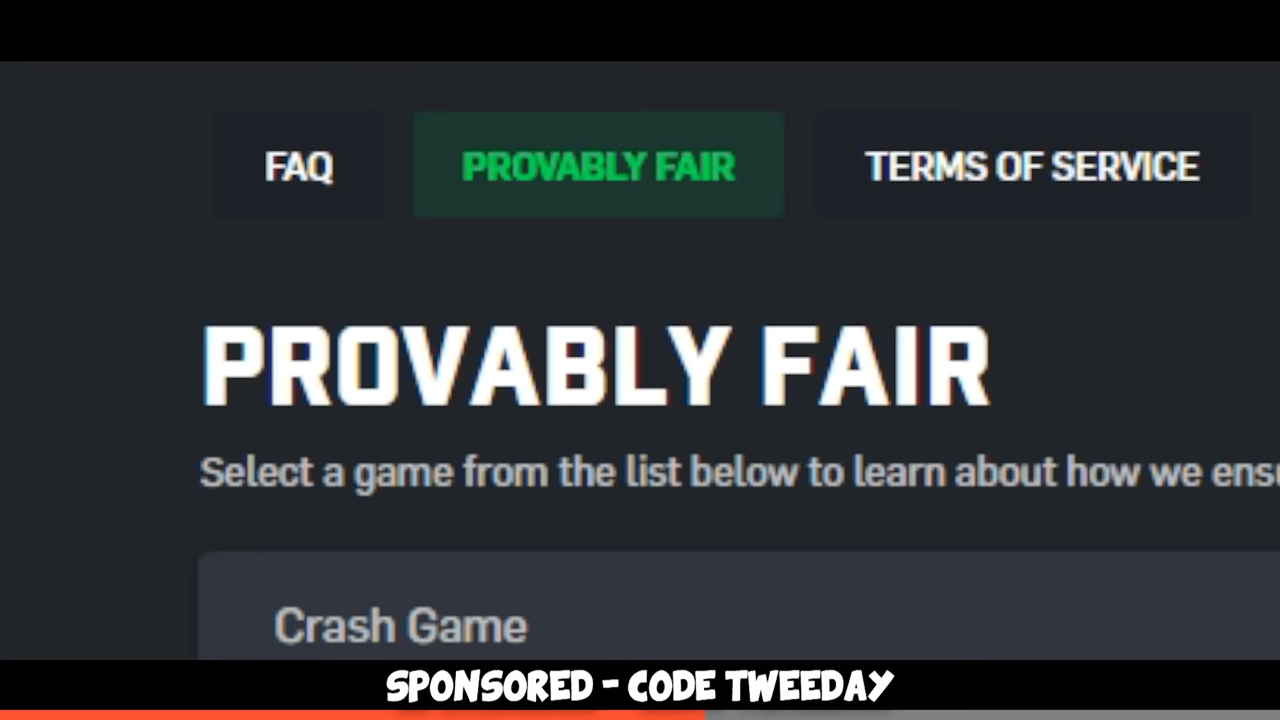 FAQ
PROVABLY FAIR
TERMS OF SERVICE
PROVABLY FAIR
Select a game from the list below to learn about how we
Crash Game
SPONSORED - CODE TWEEDAY